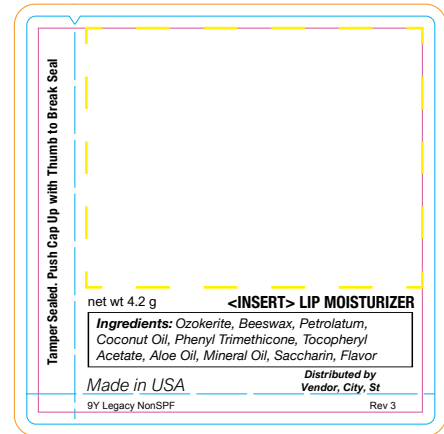 Tamper Sealed. Push Cap Up with Thumb to Break Seal
net wt 4.2 g
<INSERT> LIP MOISTURIZER
Ingredients: Ozokerite, Beeswax, Petrolatum,
Coconut Oil, Phenyl Trimethicone, Tocopheryl
Acetate, Aloe Oil, Mineral Oil, Saccharin, Flavor
Made in USA
Distributed by
Vendor, City, St
9Y Legacy NonSPF
Rev 3